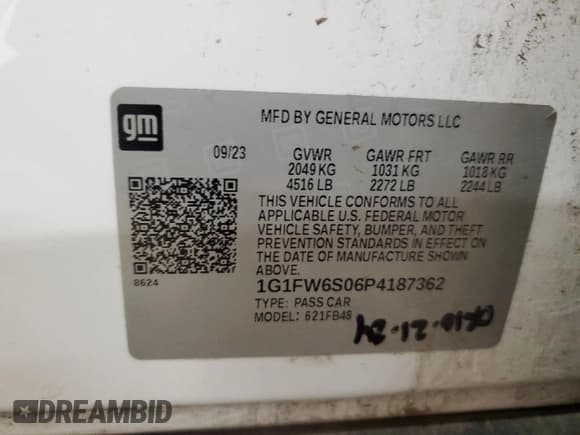 gm
MFD BY GENERAL MOTORS LLC
09/23 GVWR GAWR FRT GAWR RR
2049 KG 1031 KG 1018 KG
4516 LB 2272 LB 2244 LB
THIS VEHICLE CONFORMS TO ALL
APPLICABLE U.S. FEDERAL MOTOR
VEHICLE SAFETY, BUMPER, AND THEFT
PREVENTION STANDARDS IN EFFECT ON
THE DATE OF MANUFACTURE SHOWN
ABOVE.
8624
1G1FW6S06P4187362
TYPE: PASS CAR
MODEL: 621FB48
10-21-24
DREAMBID